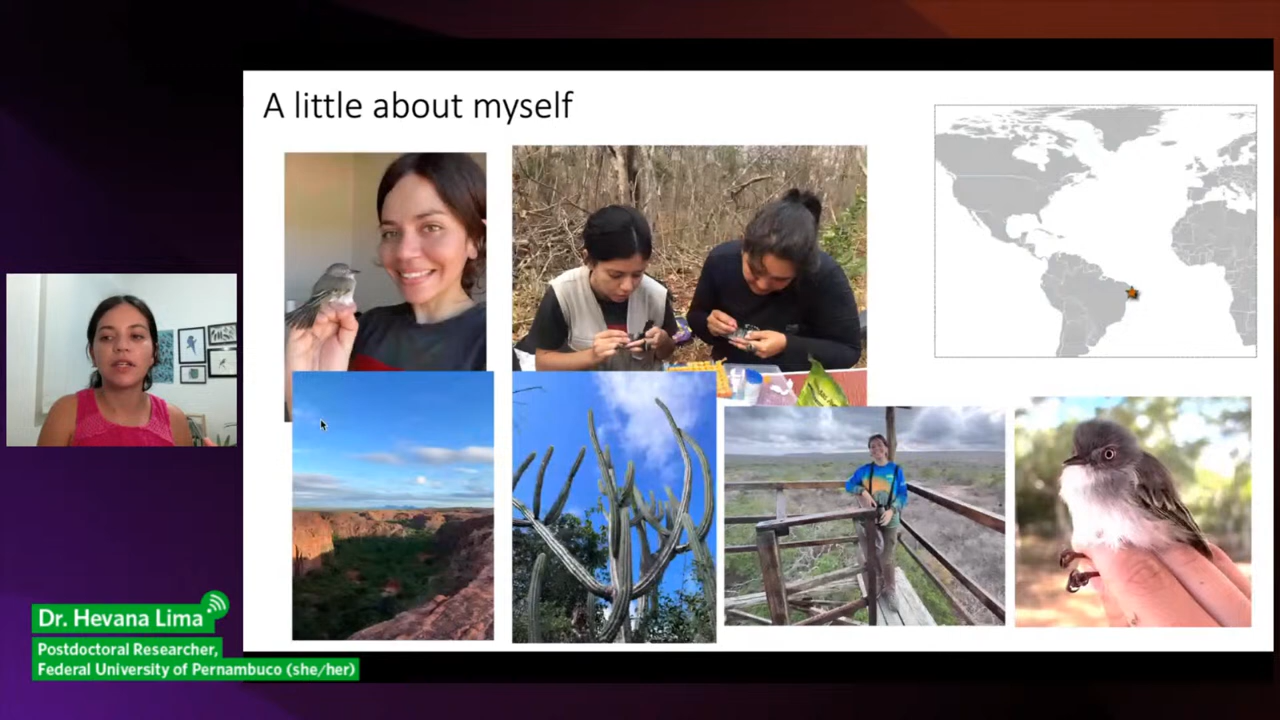 A little about myself
Dr. Hevana Lima
Postdoctoral Researcher,
Federal University of Pernambuco (she/her)